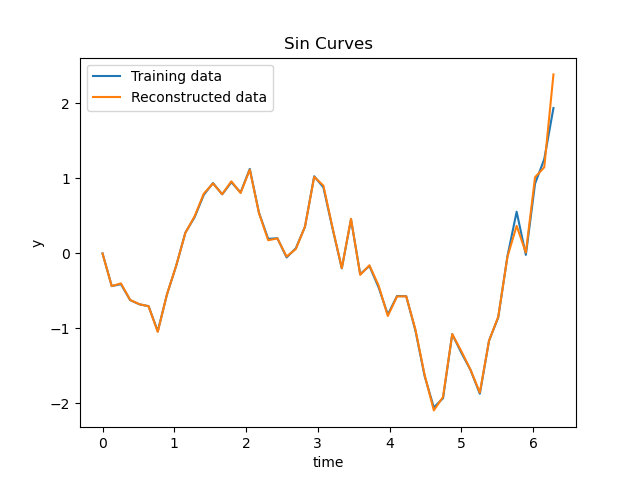 Sin Curves
Training data
Reconstructed data
2
1
0
−1
−2
y
0 1 2 3 4 5 6
time